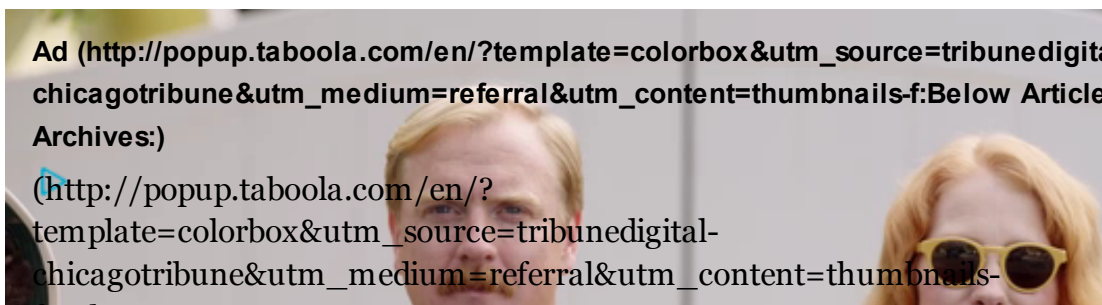 Ad (http://popup.taboola.com/en/?template=colorbox&utm_source=tribunedigita
chicagotribune&utm_medium=referral&utm_content=thumbnails-f:Below Article
Archives:)
(http://popup.taboola.com/en/?
template=colorbox&utm_source=tribunedigital-
chicagotribune&utm_medium=referral&utm_content=thumbnails-